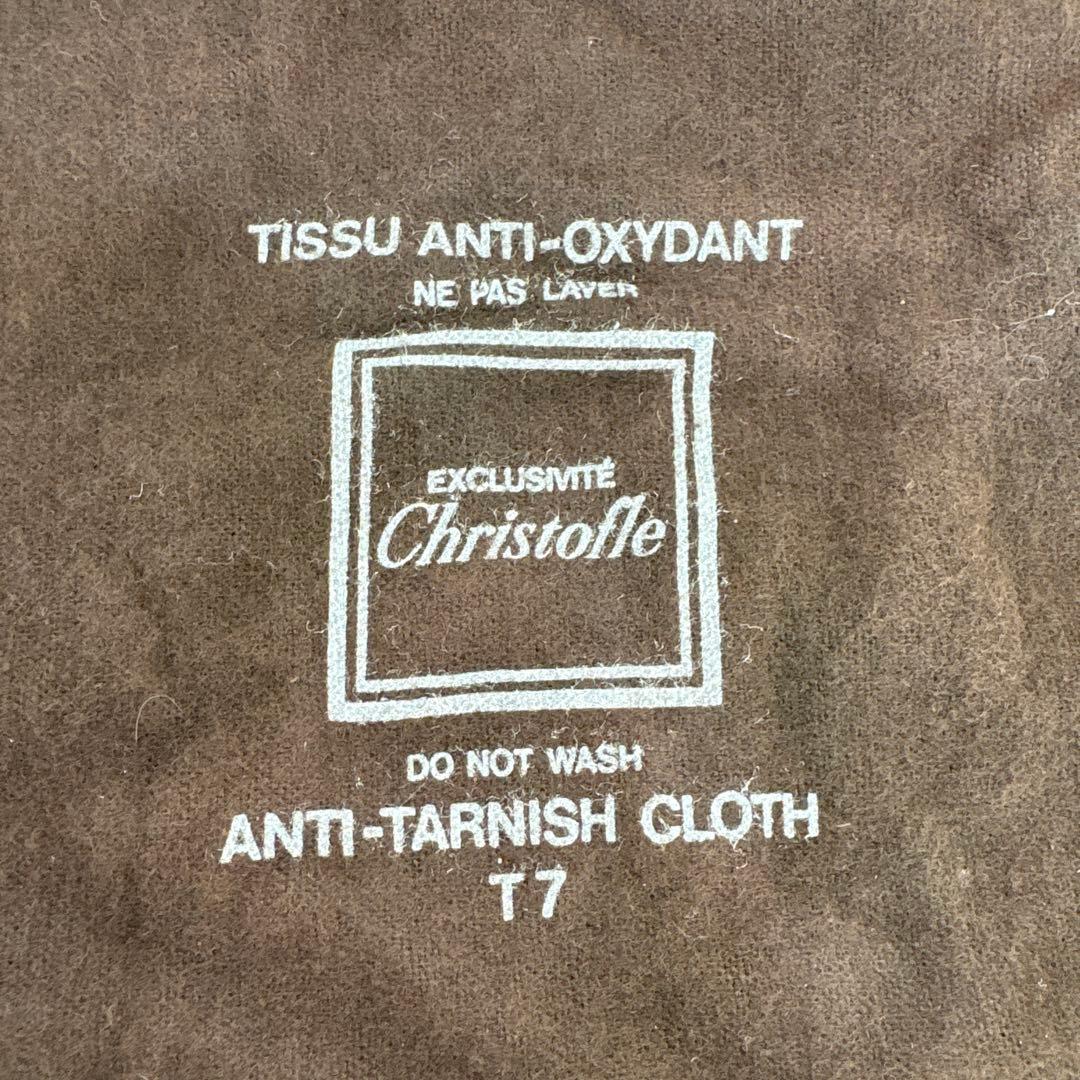 TISSU ANTI-OXYDANT
NE PAS LAVER
EXCLUSIVITÉ
Christofle
DO NOT WASH
ANTI-TARNISH CLOTH
T7